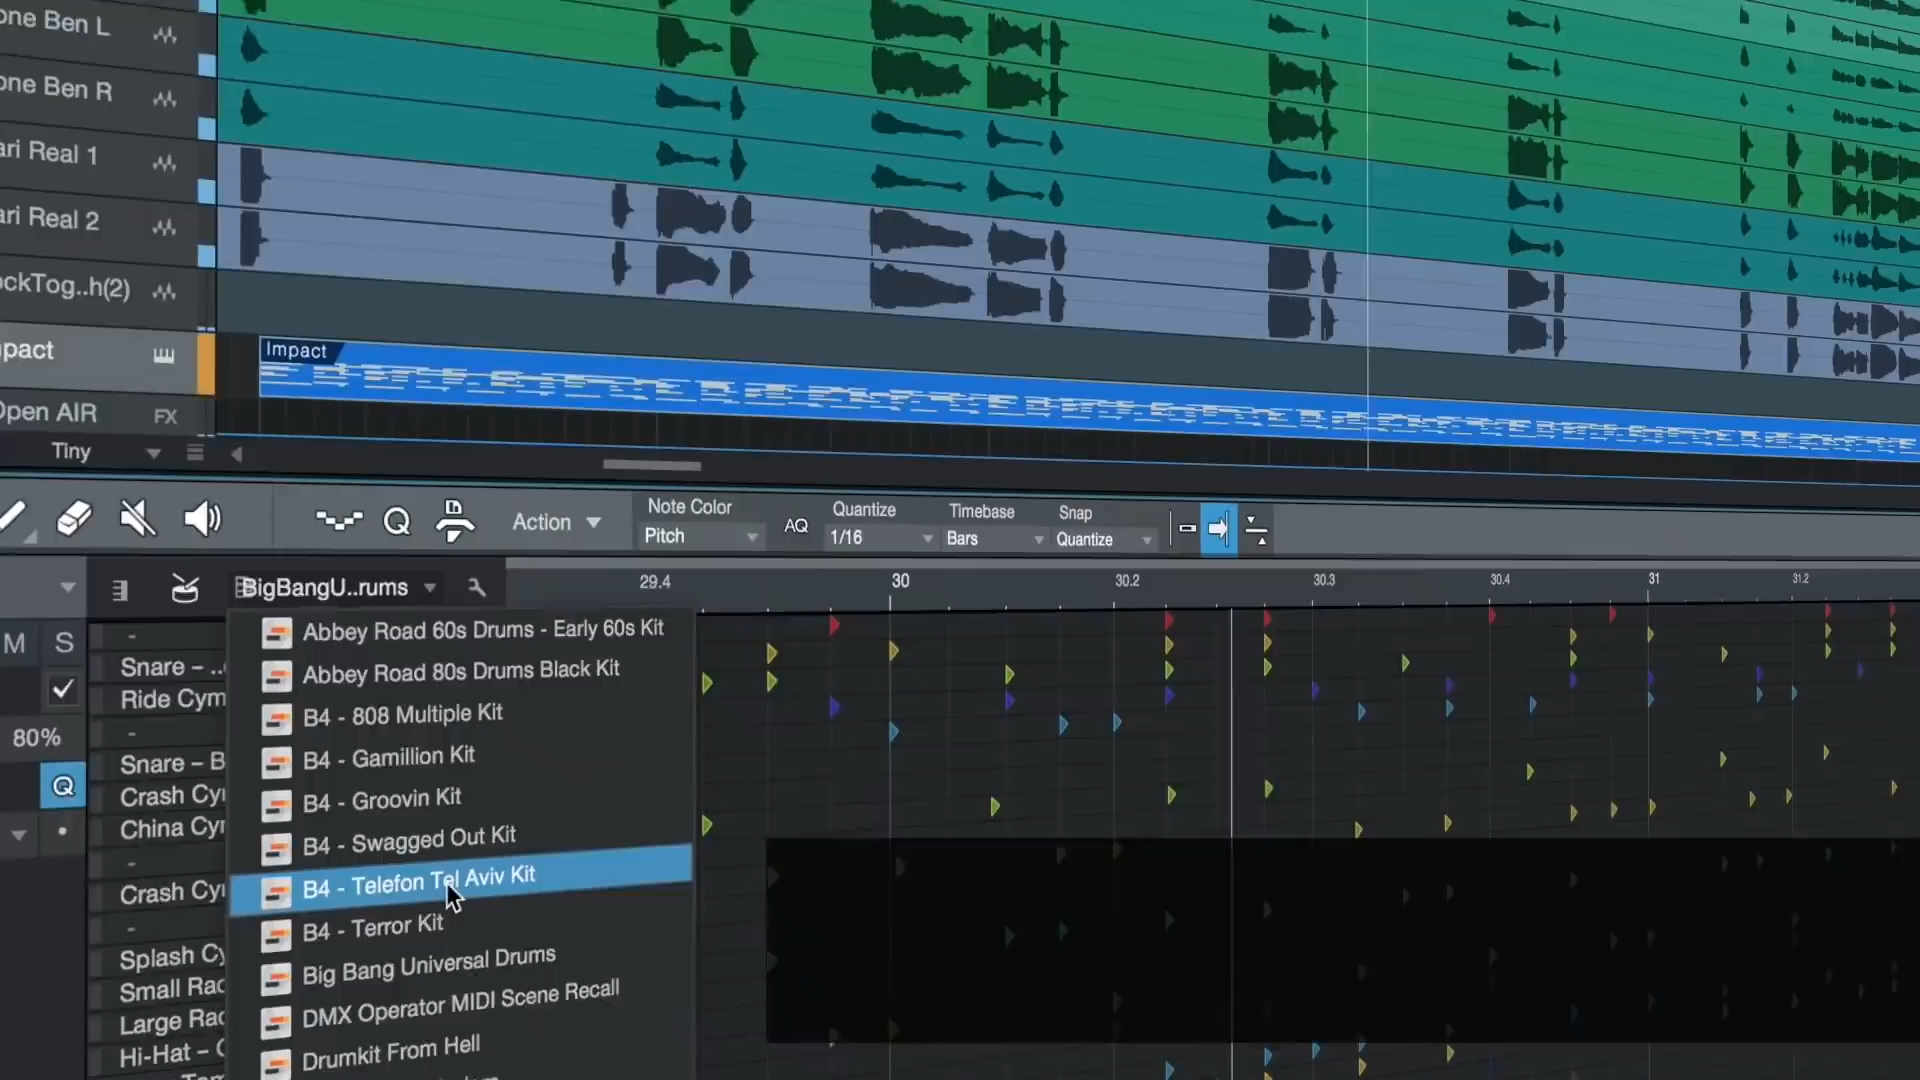 one Ben L
one Ben R
ari Real 1
ari Real 2
ockTog..h(2)
pact
Impact
Open AIR FX
Tiny
Action
Note Color
Pitch
AQ
Quantize
1/16
Timebase
Bars
Snap
Quantize
BigBangU..rums
29.4 30 30.2 30.3 30.4 31 31.2
M S
80%
Q
-
Snare – ..
Ride Cym
-
Snare – B
Crash Cy
China Cy
-
Crash Cy
-
Splash Cy
Small Rac
Large Rac
Hi-Hat –
Abbey Road 60s Drums - Early 60s Kit
Abbey Road 80s Drums Black Kit
B4 - 808 Multiple Kit
B4 - Gamillion Kit
B4 - Groovin Kit
B4 - Swagged Out Kit
B4 - Telefon Tel Aviv Kit
B4 - Terror Kit
Big Bang Universal Drums
DMX Operator MIDI Scene Recall
Drumkit From Hell